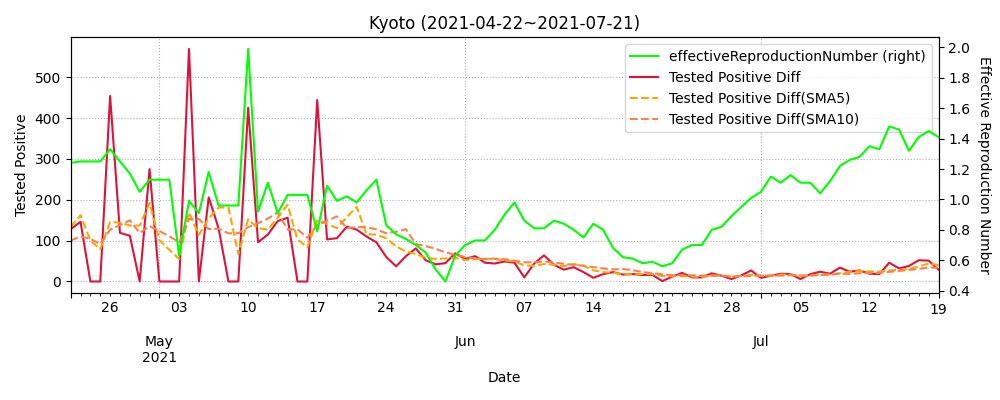 Kyoto (2021-04-22~2021-07-21)
effectiveReproductionNumber (right)
Tested Positive Diff
Tested Positive Diff(SMA5)
Tested Positive Diff(SMA10)
Tested Positive
500
400
300
200
100
0
2.0
1.8
1.6
1.4
1.2
1.0
0.8
0.6
0.4
Effective Reproduction Number
26 03 10 17 24 31 07 14 21 28 05 12 19
May Jun Jul
2021
Date